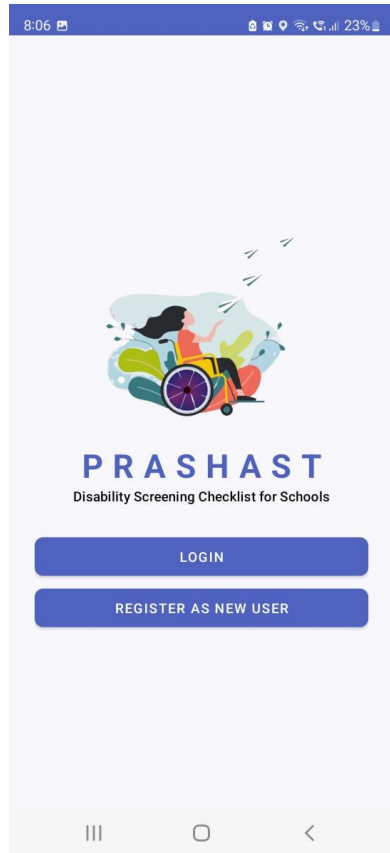 8:06 23%
PRASHAST
Disability Screening Checklist for Schools
LOGIN
REGISTER AS NEW USER